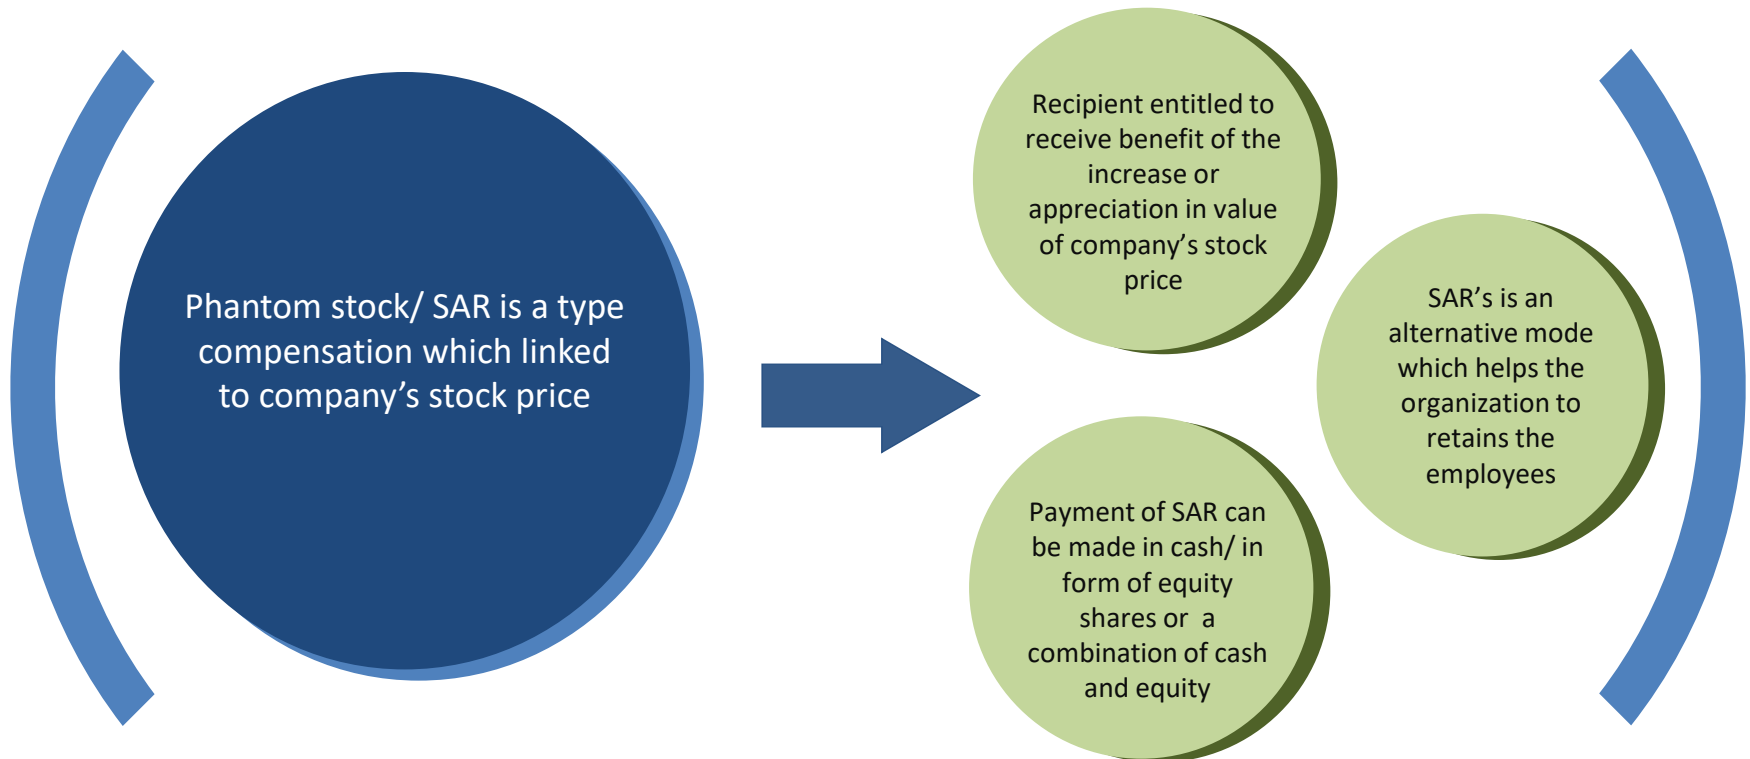 Phantom stock/ SAR is a type
compensation which linked
to company’s stock price
Recipient entitled to
receive benefit of the
increase or
appreciation in value
of company’s stock
price
SAR’s is an
alternative mode
which helps the
organization to
retains the
employees
Payment of SAR can
be made in cash/ in
form of equity
shares or a
combination of cash
and equity